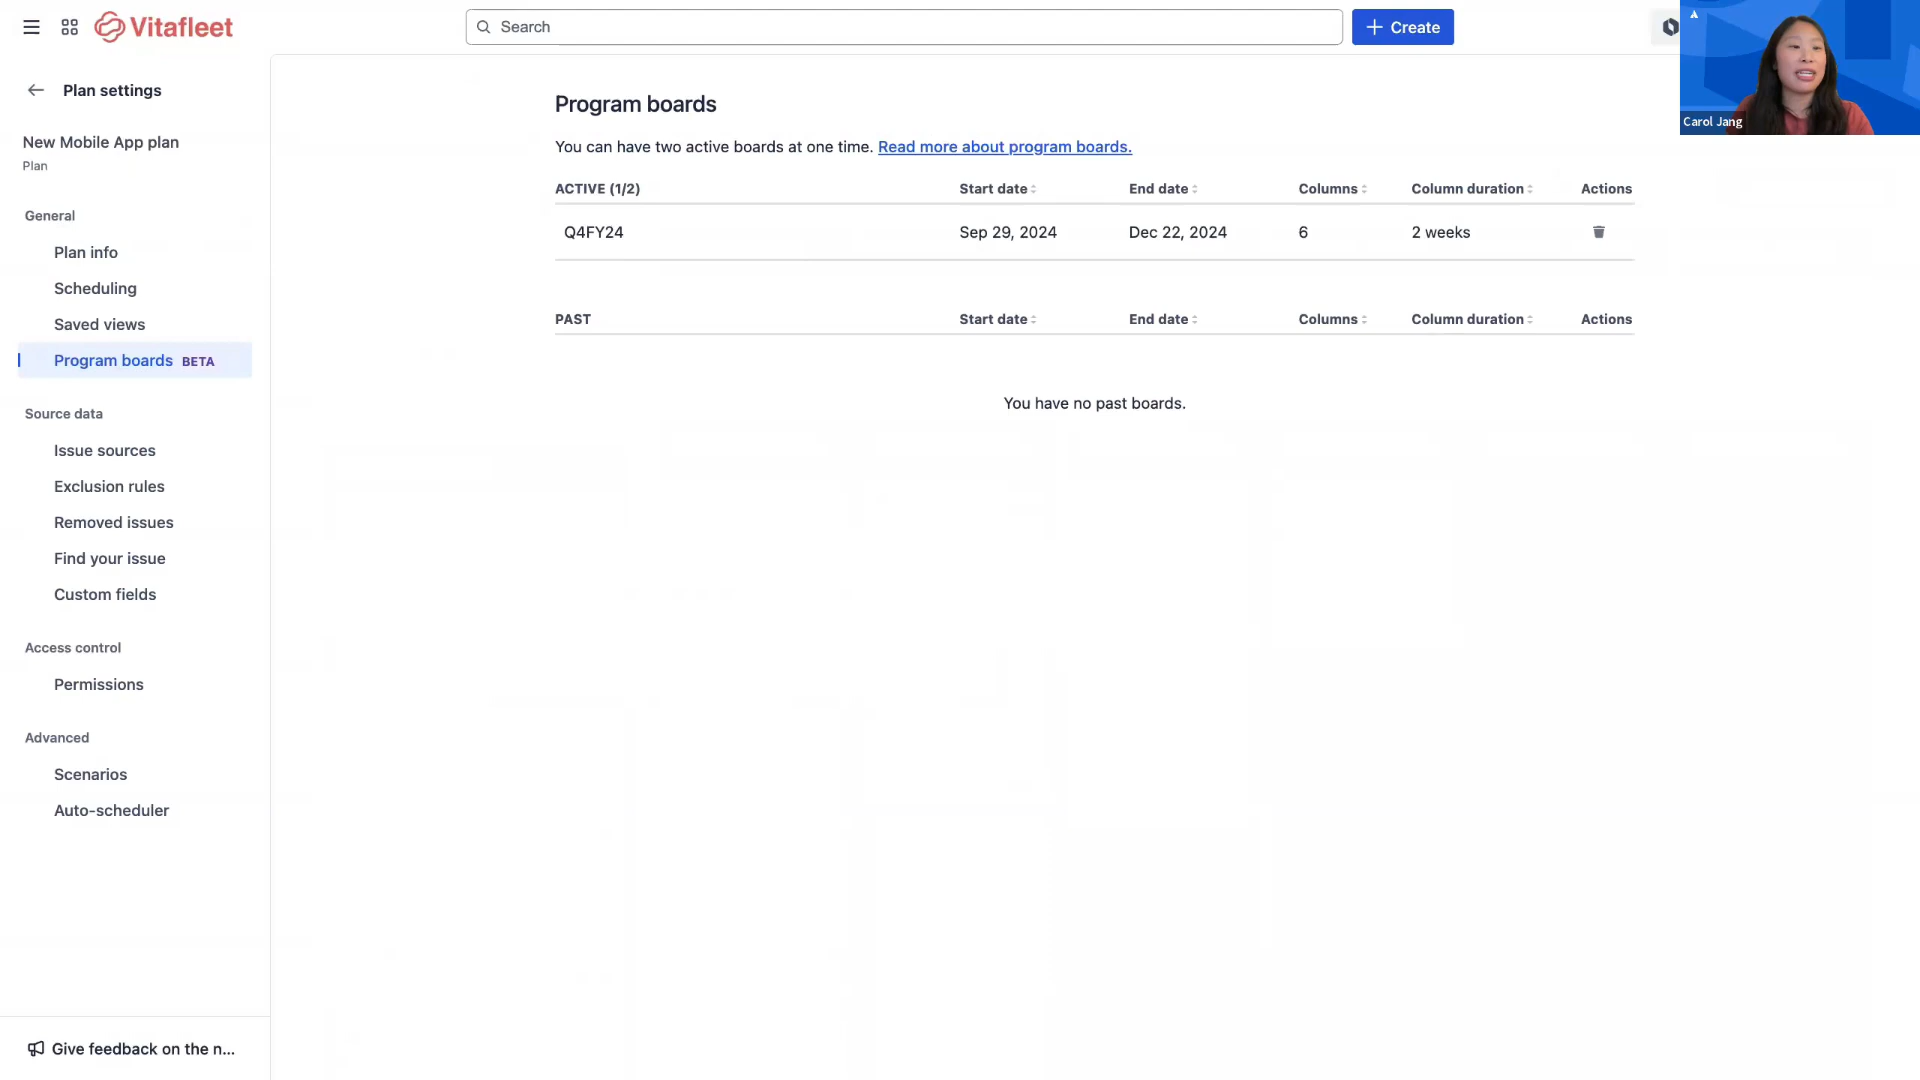 Vitafleet
Search
Create
Carol Jang
Plan settings
New Mobile App plan
Plan
General
Plan info
Scheduling
Saved views
Program boards BETA
Source data
Issue sources
Exclusion rules
Removed issues
Find your issue
Custom fields
Access control
Permissions
Advanced
Scenarios
Auto-scheduler
Give feedback on the n...
Program boards
You can have two active boards at one time. Read more about program boards.
ACTIVE (1/2) Start date End date Columns Column duration Actions
Q4FY24 Sep 29, 2024 Dec 22, 2024 6 2 weeks
PAST Start date End date Columns Column duration Actions
You have no past boards.